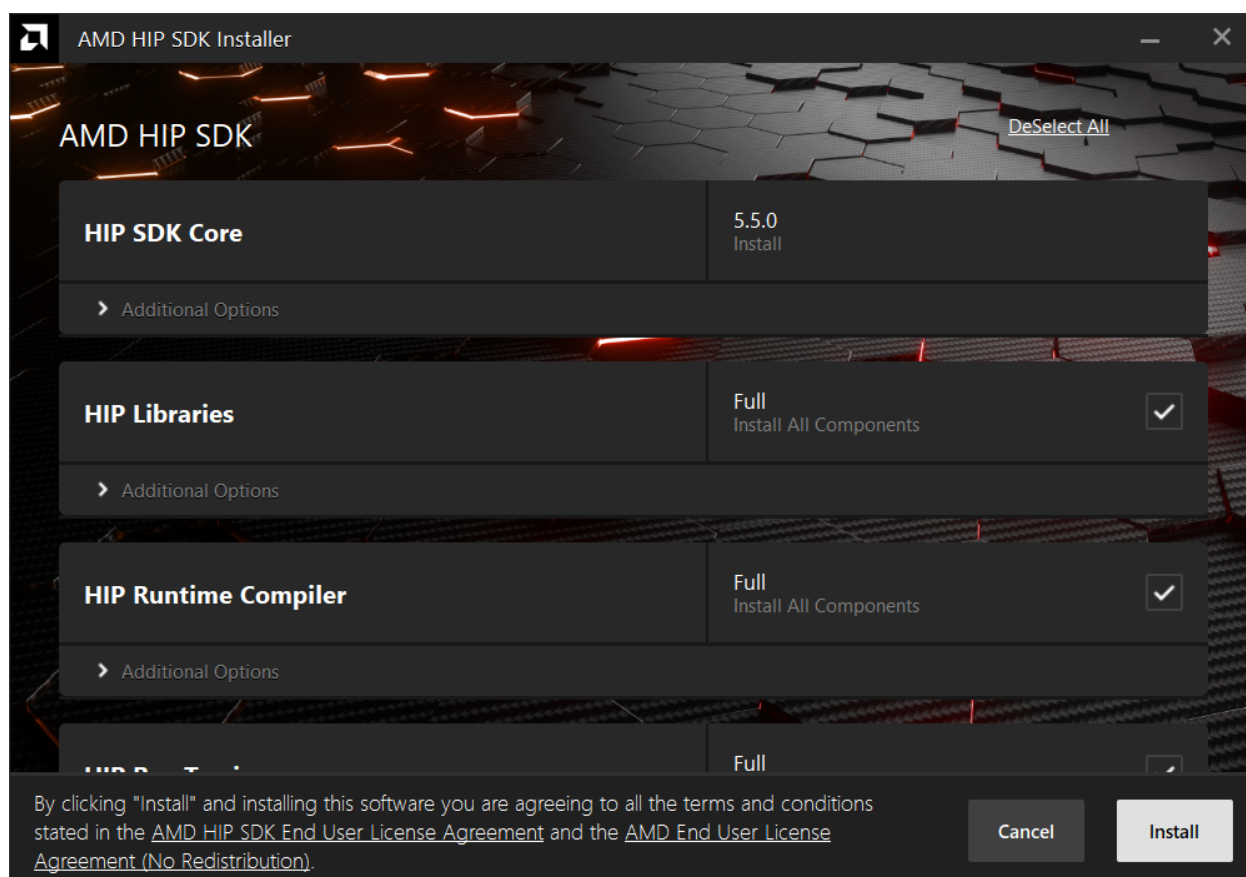 AMD HIP SDK Installer
AMD HIP SDK
DeSelect All
HIP SDK Core
5.5.0
Install
Additional Options
HIP Libraries
Full
Install All Components
Additional Options
HIP Runtime Compiler
Full
Install All Components
Additional Options
HIP
Full
By clicking "Install" and installing this software you are agreeing to all the terms and conditions
stated in the AMD HIP SDK End User License Agreement and the AMD End User License
Agreement (No Redistribution).
Cancel
Install